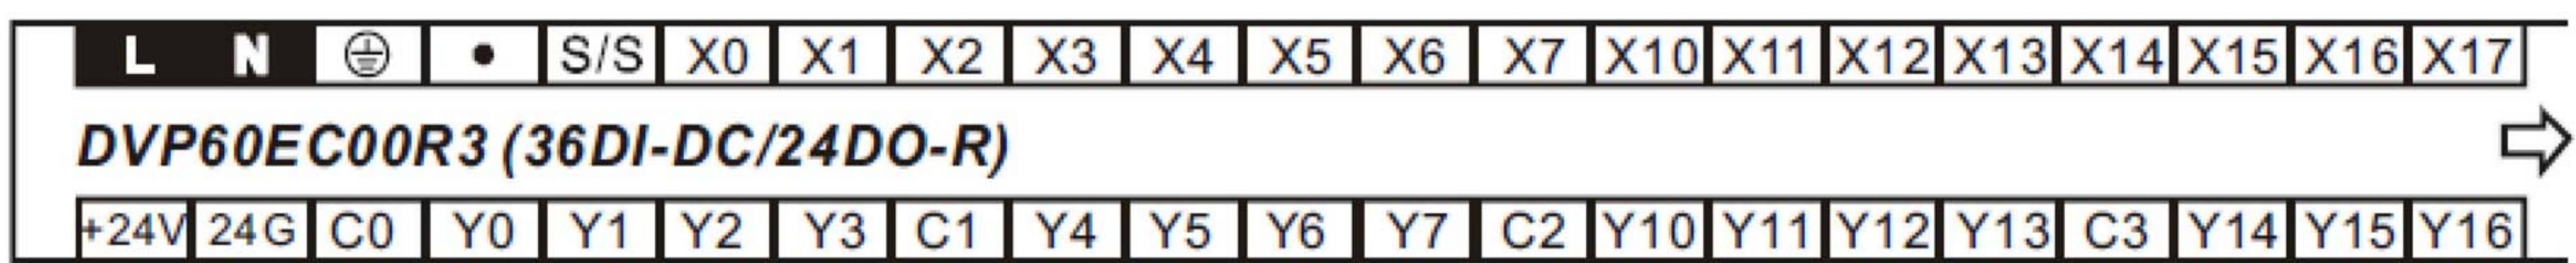 L N • S/S X0 X1 X2 X3 X4 X5 X6 X7 X10 X11 X12 X13 X14 X15 X16 X17
DVP60EC00R3 (36DI-DC/24DO-R)
+24V 24G C0 Y0 Y1 Y2 Y3 C1 Y4 Y5 Y6 Y7 C2 Y10 Y11 Y12 Y13 C3 Y14 Y15 Y16